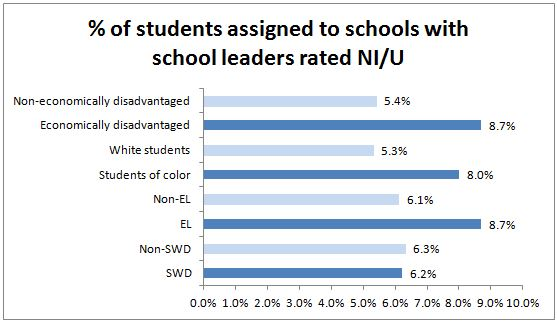 % of students assigned to schools with
school leaders rated NI/U
Non-economically disadvantaged 5.4%
Economically disadvantaged 8.7%
White students 5.3%
Students of color 8.0%
Non-EL 6.1%
EL 8.7%
Non-SWD 6.3%
SWD 6.2%
0.0% 1.0% 2.0% 3.0% 4.0% 5.0% 6.0% 7.0% 8.0% 9.0% 10.0%